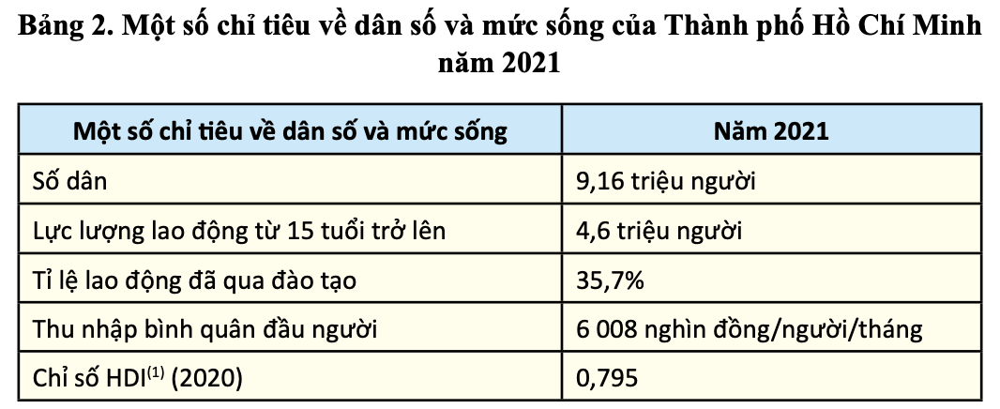 Bảng 2. Một số chỉ tiêu về dân số và mức sống của Thành phố Hồ Chí Minh
năm 2021
Một số chỉ tiêu về dân số và mức sống Năm 2021
Số dân 9,16 triệu người
Lực lượng lao động từ 15 tuổi trở lên 4,6 triệu người
Tỉ lệ lao động đã qua đào tạo 35,7%
Thu nhập bình quân đầu người 6 008 nghìn đồng/người/tháng
Chỉ số HDI(1) (2020) 0,795